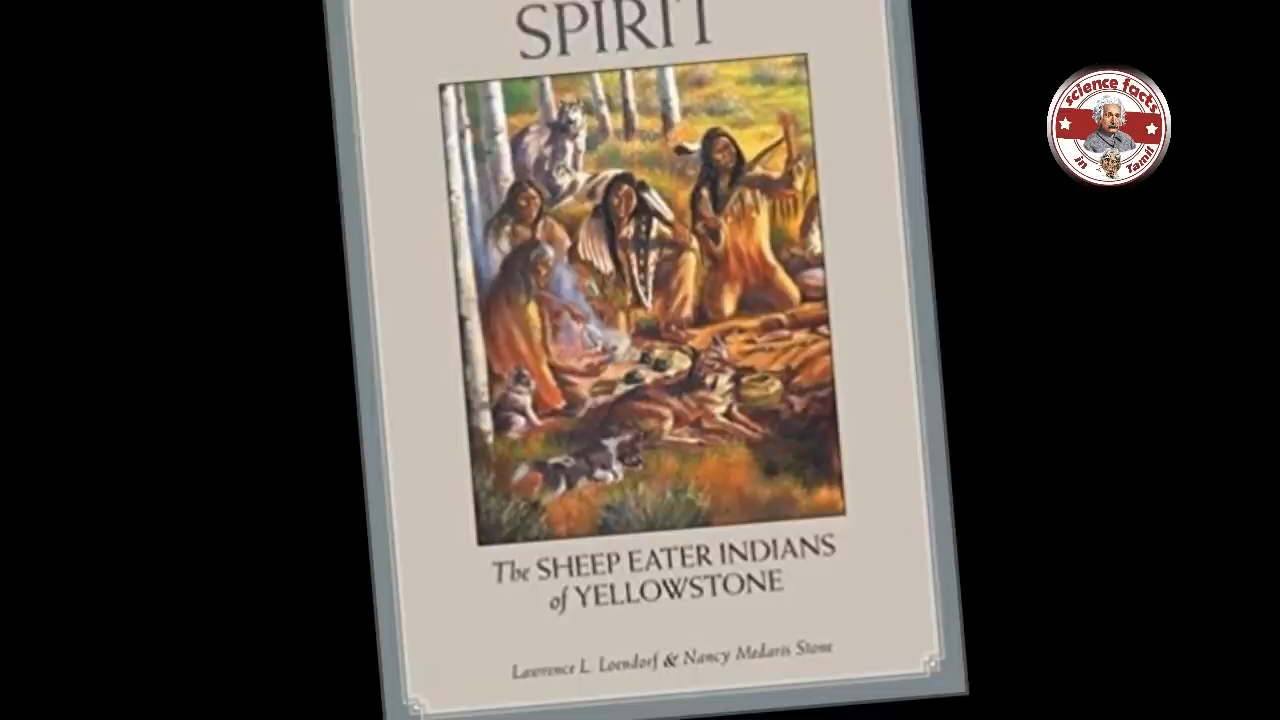 SPIRIT
The SHEEP EATER INDIANS
of YELLOWSTONE
Lawrence L. Loendorf & Nancy Medaris Stone
science facts
in Tamil